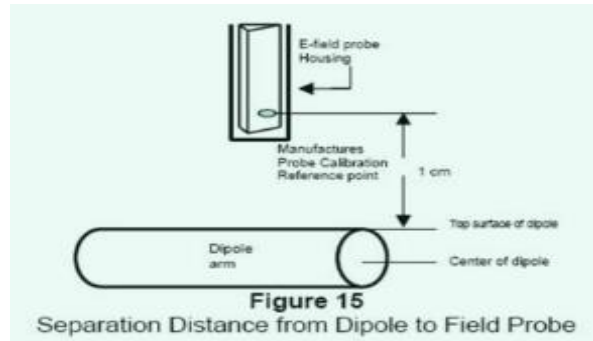 E-field probe
Housing
Manufactures
Probe Calibration
Reference point
1 cm
Top surface of dipole
Dipole
arm
Center of dipole
Figure 15
Separation Distance from Dipole to Field Probe